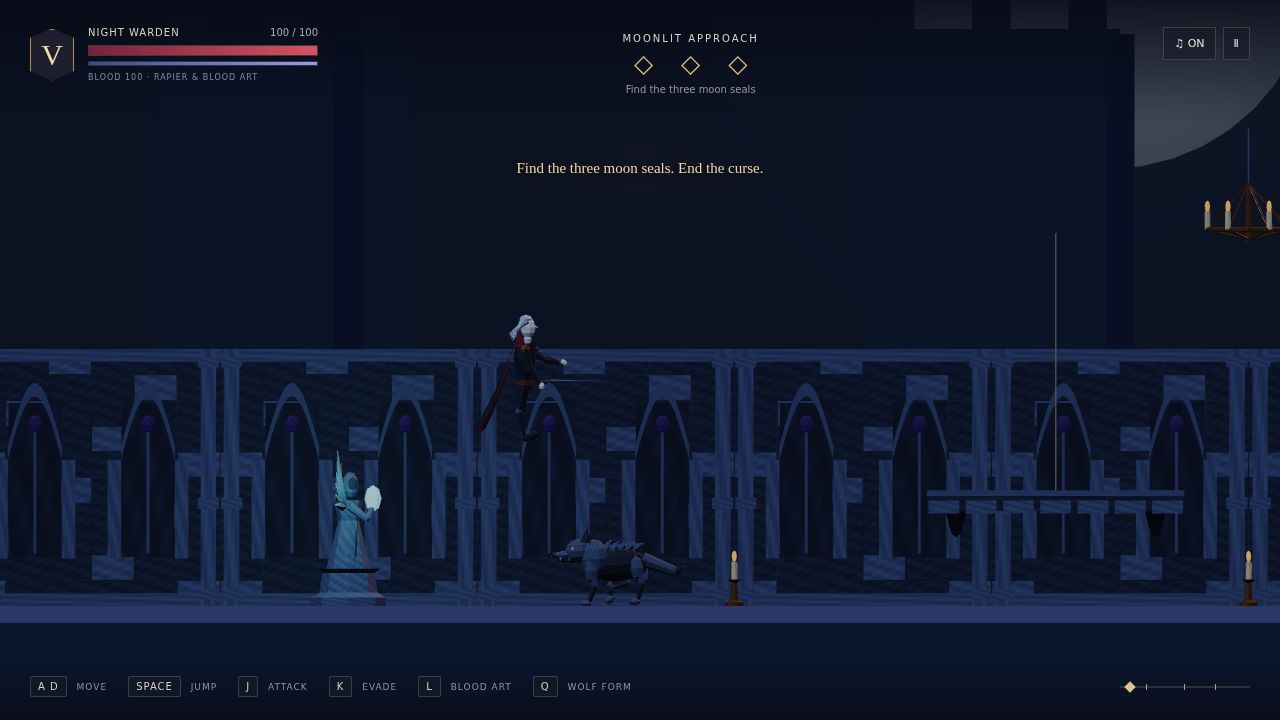 V
NIGHT WARDEN 100 / 100
BLOOD 100 · RAPIER & BLOOD ART
MOONLIT APPROACH
Find the three moon seals
♫ ON
Ⅱ
Find the three moon seals. End the curse.
A D MOVE SPACE JUMP J ATTACK K EVADE L BLOOD ART Q WOLF FORM